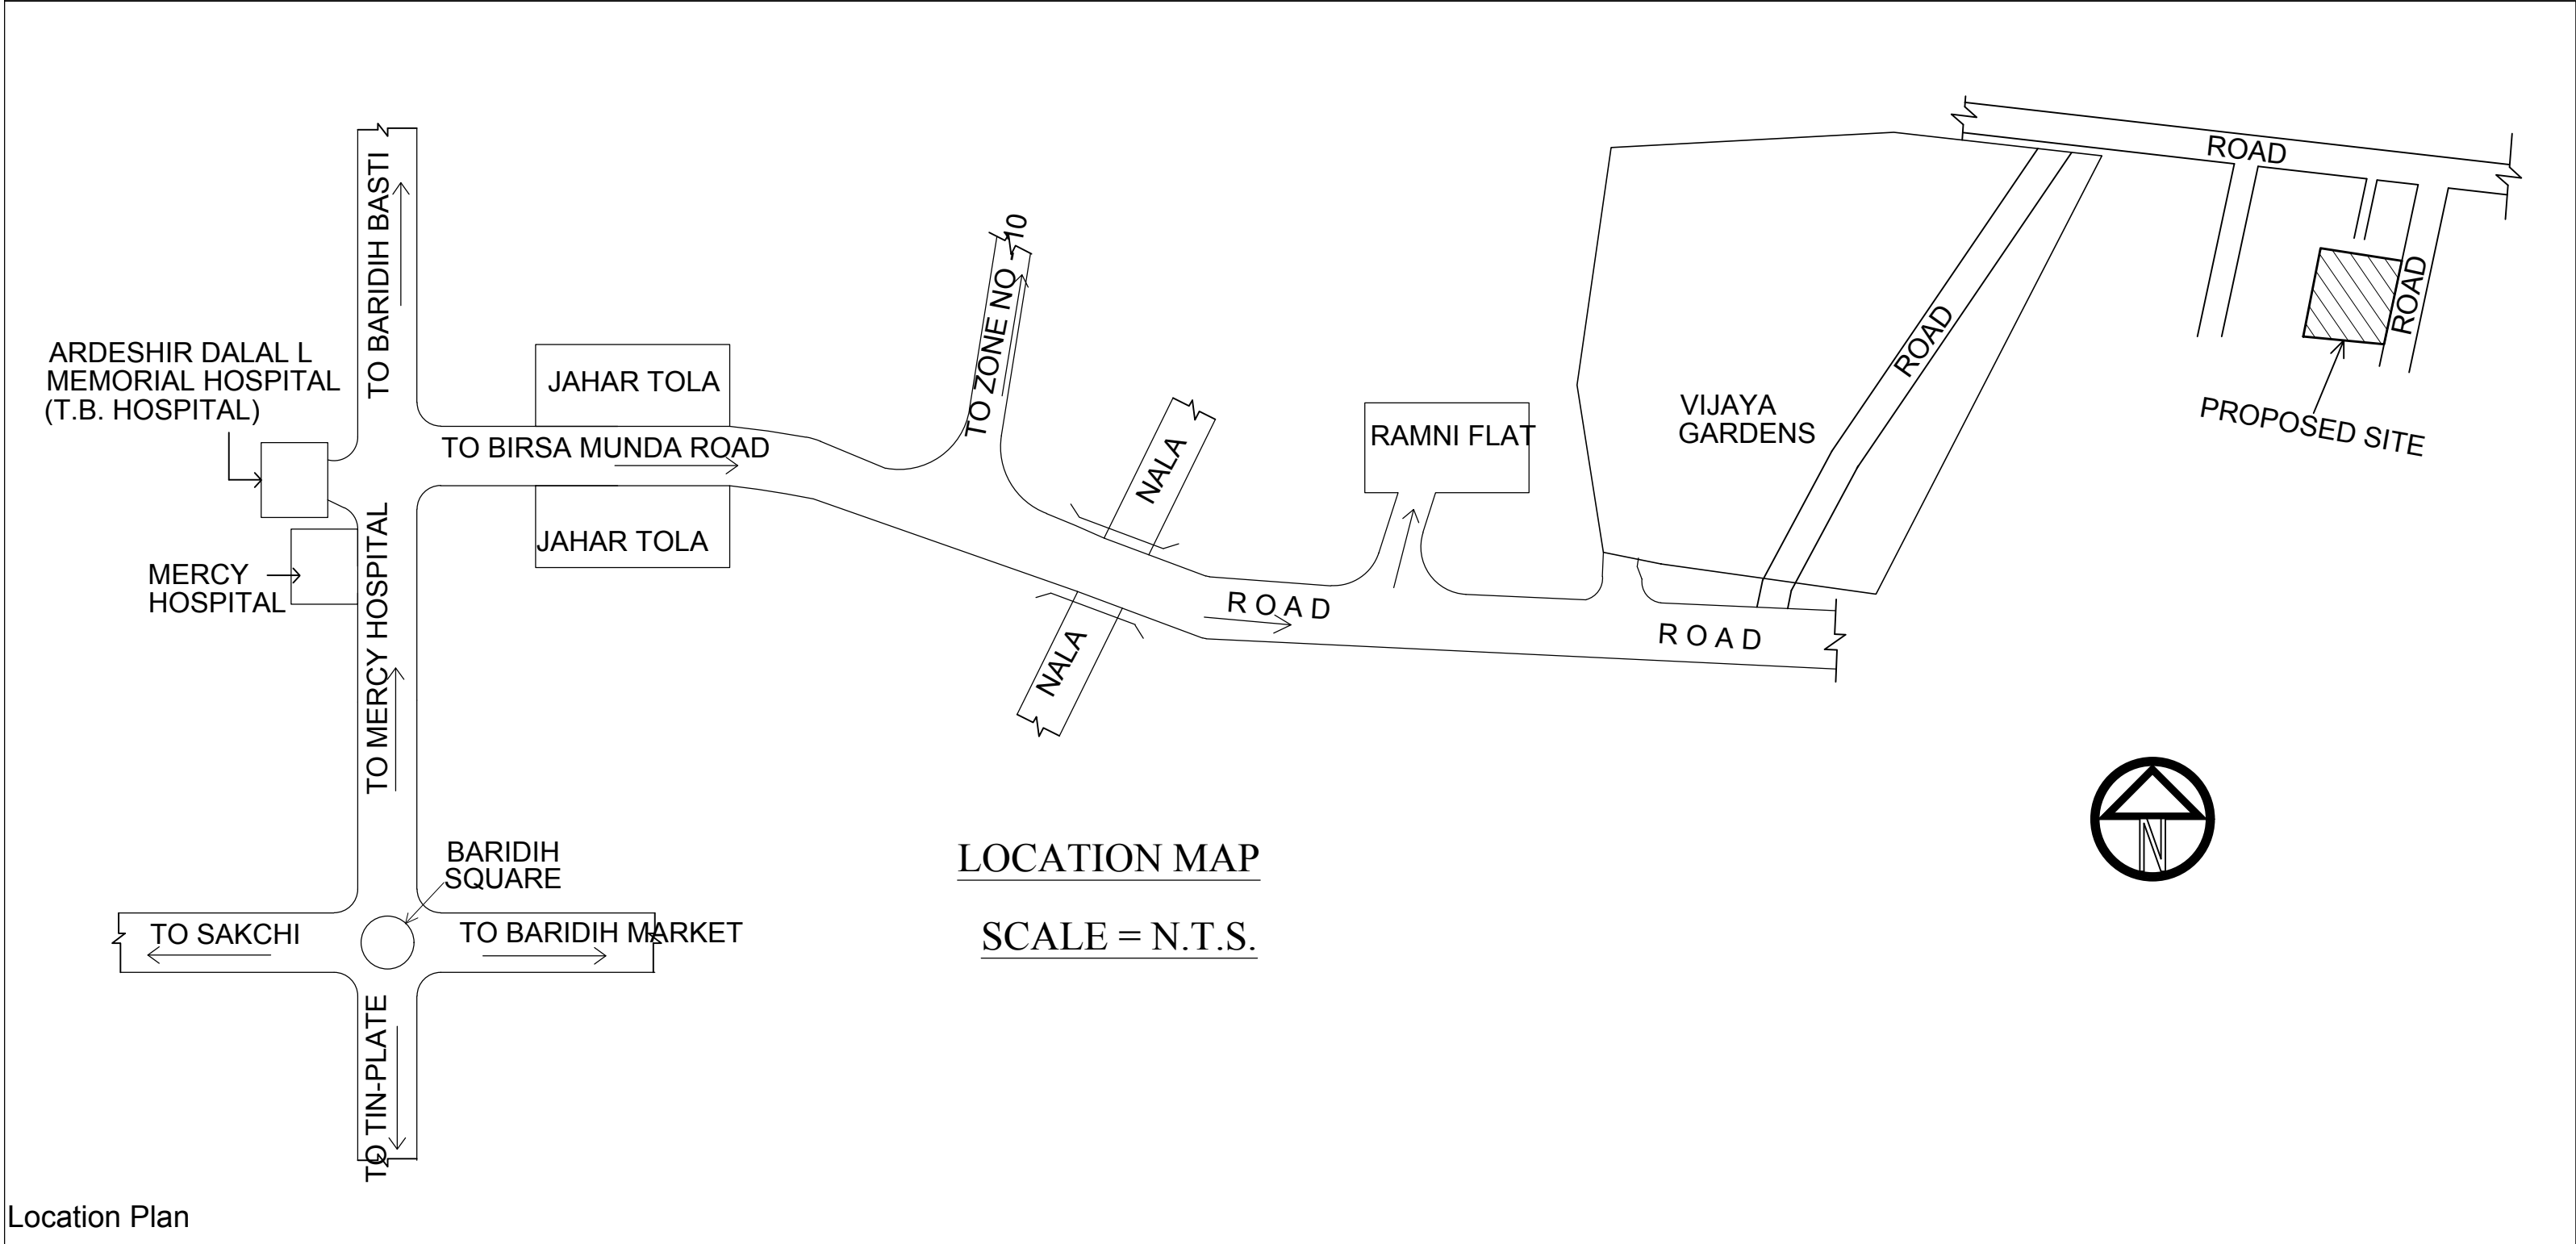 ROAD
ROAD
ROAD
PROPOSED SITE
VIJAYA
GARDENS
RAMNI FLAT
TO ZONE NO - 10
NALA
NALA
R O A D
R O A D
TO BARIDIH BASTI
ARDESHIR DALAL L
MEMORIAL HOSPITAL
(T.B. HOSPITAL)
JAHAR TOLA
TO BIRSA MUNDA ROAD
JAHAR TOLA
MERCY
HOSPITAL
TO MERCY HOSPITAL
BARIDIH
SQUARE
TO SAKCHI
TO BARIDIH MARKET
TO TIN-PLATE
LOCATION MAP
SCALE = N.T.S.
N
Location Plan